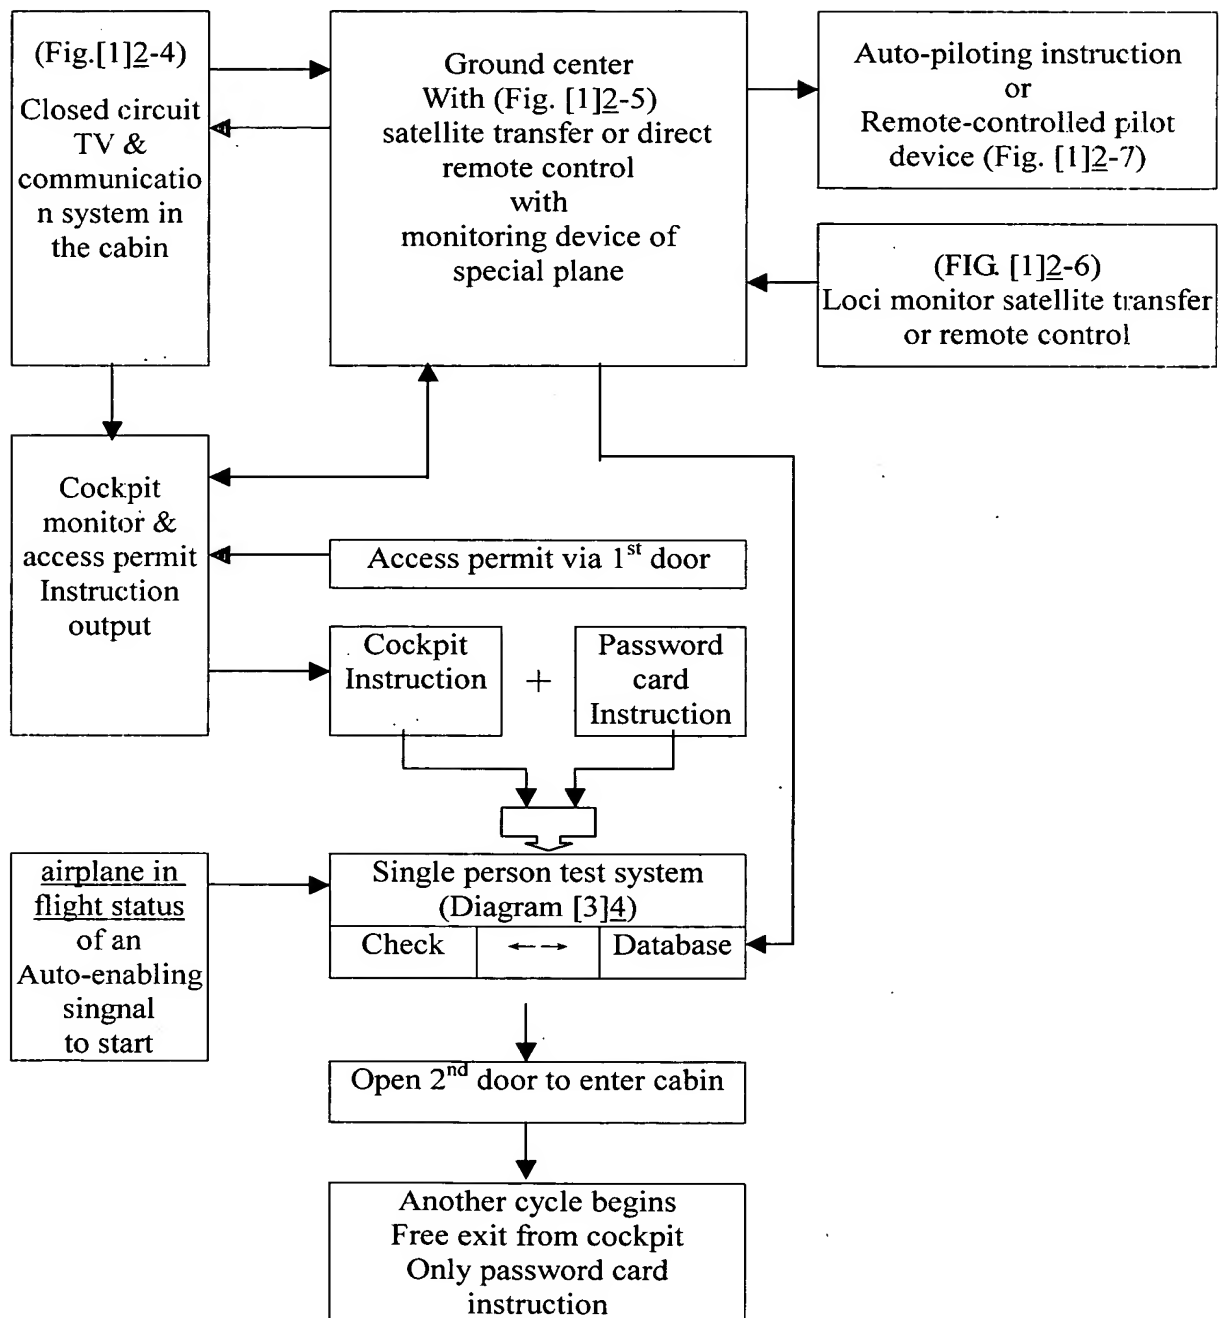 (Fig.[1]2-4)
Closed circuit
TV &
communicatio
n system in
the cabin
Ground center
With (Fig. [1]2-5)
satellite transfer or direct
remote control
with
monitoring device of
special plane
Auto-piloting instruction
or
Remote-controlled pilot
device (Fig. [1]2-7)
(FIG. [1]2-6)
Loci monitor satellite transfer
or remote control
Cockpit
monitor &
access permit
Instruction
output
Access permit via 1st door
Cockpit
Instruction
+
Password
card
Instruction
airplane in
flight status
of an
Auto-enabling
singnal
to start
Single person test system
(Diagram [3]4)
Check
Database
Open 2nd door to enter cabin
Another cycle begins
Free exit from cockpit
Only password card
instruction